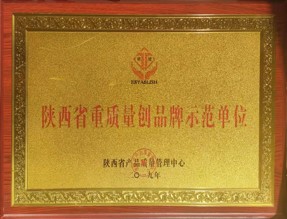 陕西省重质量创品牌示范单位
陕西省产品质量管理中心
二〇一九年